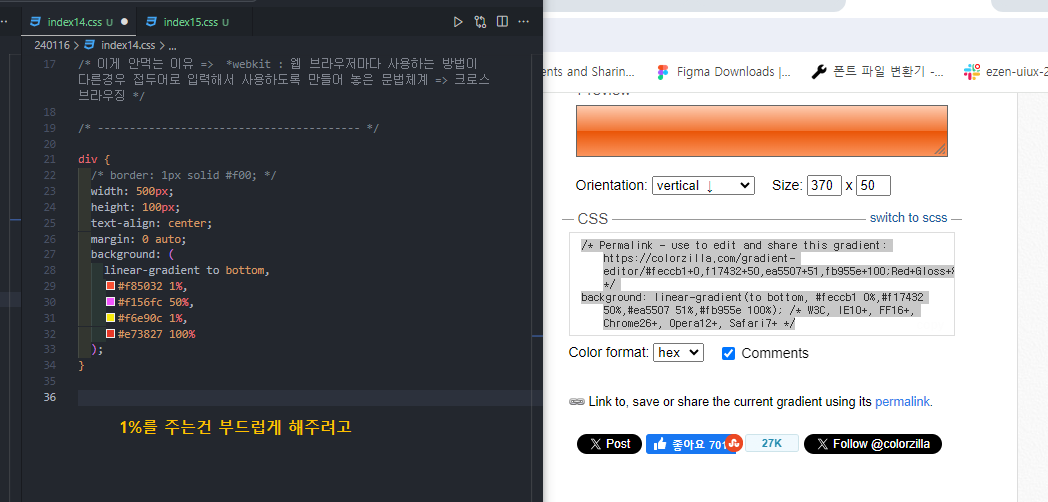 index14.css U ● index15.css U
240116 > index14.css > ...
17 /* 이게 안먹는 이유 => *webkit : 웹 브라우저마다 사용하는 방법이
다른경우 접두어로 입력해서 사용하도록 만들어 놓은 문법체계 => 크로스
브라우징 */
18
19 /* ----------------------------------------- */
20
21 div {
22 /* border: 1px solid #f00; */
23 width: 500px;
24 height: 100px;
25 text-align: center;
26 margin: 0 auto;
27 background: (
28 linear-gradient to bottom,
29 #f85032 1%,
30 #f156fc 50%,
31 #f6e90c 1%,
32 #e73827 100%
33 );
34 }
35
36
1%를 주는건 부드럽게 해주려고
ents and Sharin... Figma Downloads |... 폰트 파일 변환기 -... ezen-uiux-2
Preview
Orientation: vertical ↓ Size: 370 x 50
CSS switch to scss
/* Permalink - use to edit and share this gradient:
https://colorzilla.com/gradient-
editor/#feccb1+0,f17432+50,ea5507+51,fb955e+100;Red+Gloss+
*/
background: linear-gradient(to bottom, #feccb1 0%,#f17432
50%,#ea5507 51%,#fb955e 100%); /* W3C, IE10+, FF16+,
Chrome26+, Opera12+, Safari7+ */
Color format: hex Comments
Link to, save or share the current gradient using its permalink.
Post 좋아요 701 27K Follow @colorzilla